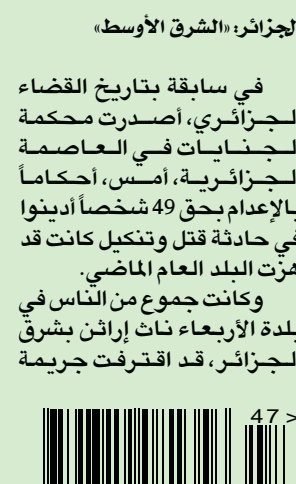 الجزائر: «الشرق الأوسط»
في سابقة بتاريخ القضاء
الجزائري، أصدرت محكمة
الجنايات في العاصمة
الجزائرية، أمس، أحكاماً
بالإعدام بحق 49 شخصاً أدينوا
في حادثة قتل وتنكيل كانت قد
هزت البلد العام الماضي.
وكانت جموع من الناس في
بلدة الأربعاء ناث إراثن بشرق
الجزائر، قد اقترفت جريمة
47 >